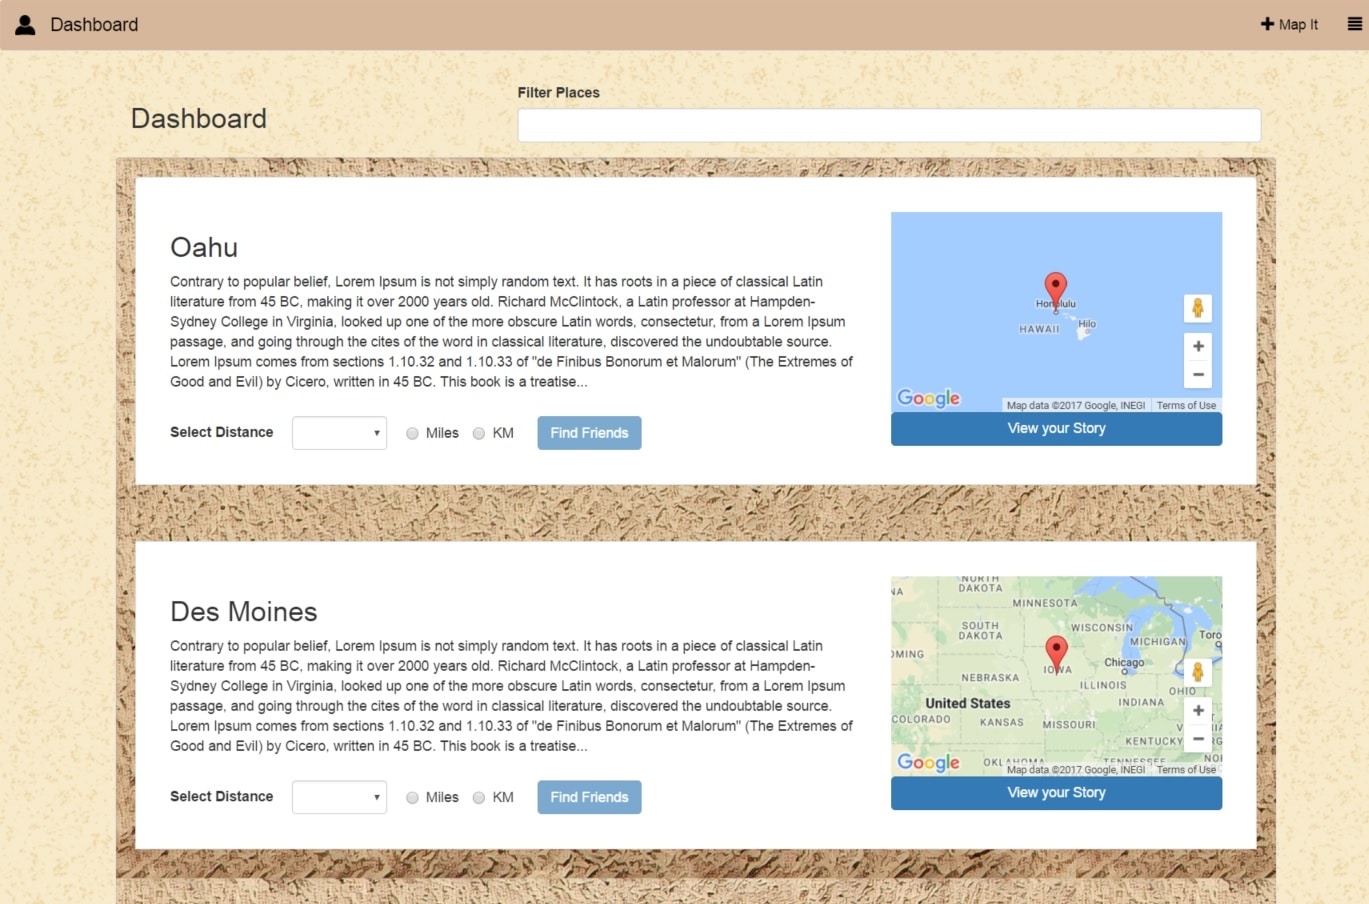 Dashboard
Map It
Filter Places
Dashboard
Oahu
Contrary to popular belief, Lorem Ipsum is not simply random text. It has roots in a piece of classical Latin
literature from 45 BC, making it over 2000 years old. Richard McClintock, a Latin professor at Hampden-
Sydney College in Virginia, looked up one of the more obscure Latin words, consectetur, from a Lorem Ipsum
passage, and going through the cites of the word in classical literature, discovered the undoubtable source.
Lorem Ipsum comes from sections 1.10.32 and 1.10.33 of "de Finibus Bonorum et Malorum" (The Extremes of
Good and Evil) by Cicero, written in 45 BC. This book is a treatise...
Select Distance
Miles
KM
Find Friends
Honolulu
HAWAII
Hilo
Google
Map data ©2017 Google, INEGI
Terms of Use
View your Story
Des Moines
Contrary to popular belief, Lorem Ipsum is not simply random text. It has roots in a piece of classical Latin
literature from 45 BC, making it over 2000 years old. Richard McClintock, a Latin professor at Hampden-
Sydney College in Virginia, looked up one of the more obscure Latin words, consectetur, from a Lorem Ipsum
passage, and going through the cites of the word in classical literature, discovered the undoubtable source.
Lorem Ipsum comes from sections 1.10.32 and 1.10.33 of "de Finibus Bonorum et Malorum" (The Extremes of
Good and Evil) by Cicero, written in 45 BC. This book is a treatise...
Select Distance
Miles
KM
Find Friends
NORTH
DAKOTA
MINNESOTA
SOUTH
DAKOTA
WISCONSIN
MICHIGAN
Toro
OMING
IOWA
Chicago
NEBRASKA
ILLINOIS
OHIO
INDIANA
United States
COLORADO
KANSAS
MISSOURI
KENTUCKY
OKLAHOMA
TENNESSEE
Google
Map data ©2017 Google, INEGI
Terms of Use
View your Story